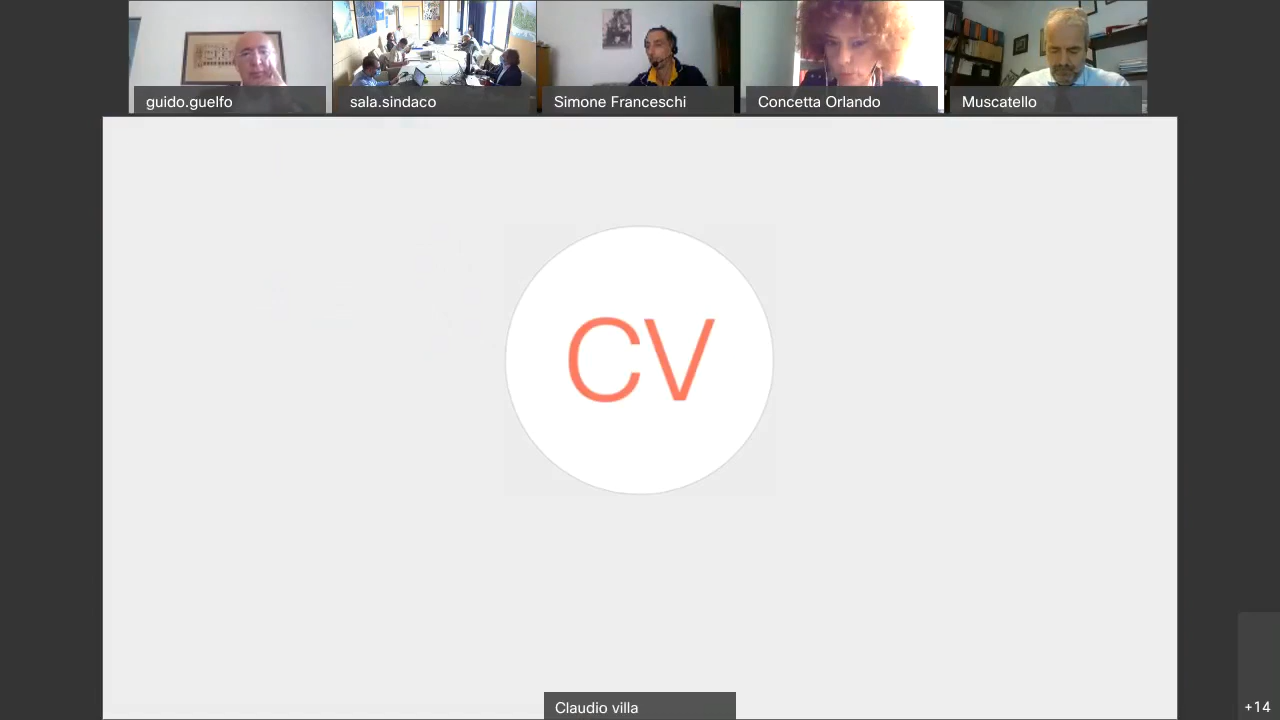 guido.guelfo
sala.sindaco
Simone Franceschi
Concetta Orlando
Muscatello
CV
Claudio villa
+14